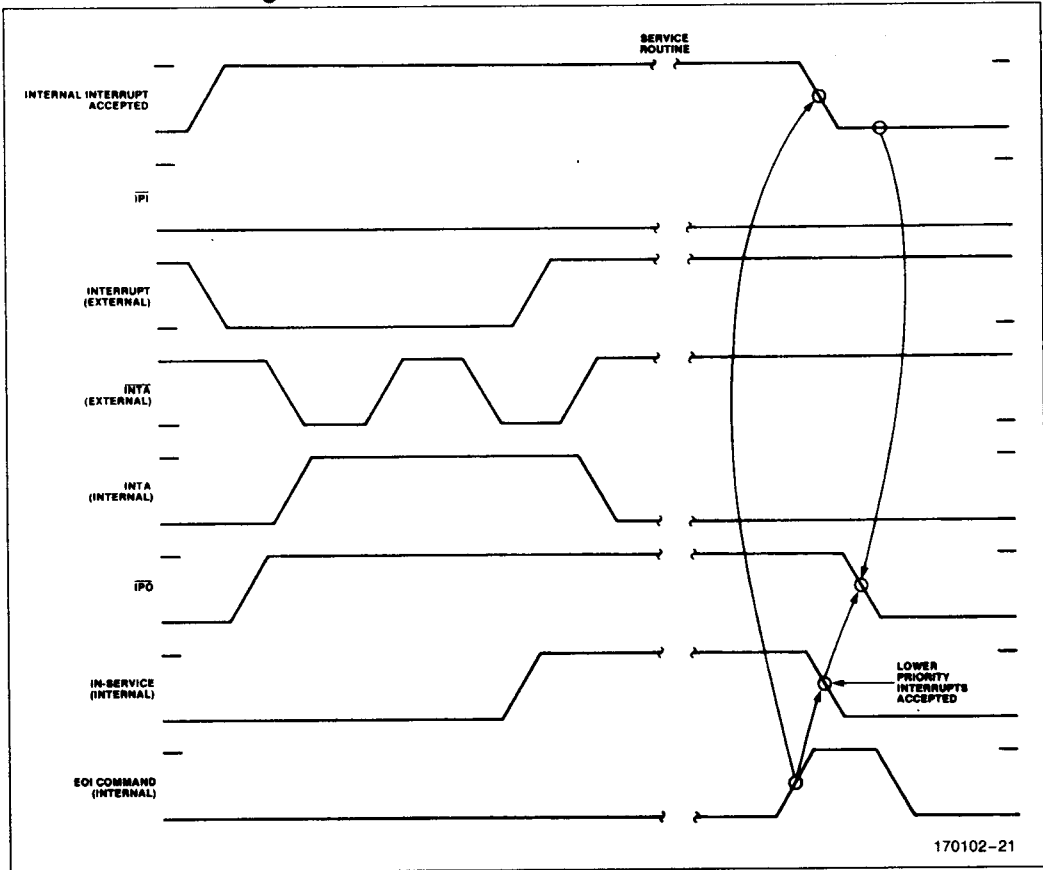 SERVICE
ROUTINE
INTERNAL INTERRUPT
ACCEPTED
IPI
INTERRUPT
(EXTERNAL)
INTA
(EXTERNAL)
INTA
(INTERNAL)
IPO
IN-SERVICE
(INTERNAL)
LOWER
PRIORITY
INTERRUPTS
ACCEPTED
EOI COMMAND
(INTERNAL)
170102-21